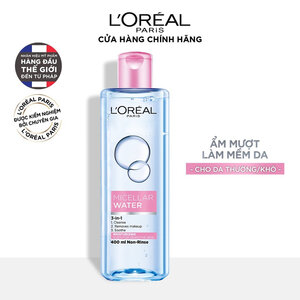 L'ORÉAL
PARIS
CỬA HÀNG CHÍNH HÃNG
NHÃN HIỆU MỸ PHẨM
HÀNG ĐẦU
THẾ GIỚI
ĐẾN TỪ PHÁP
L'ORÉAL PARIS
ĐƯỢC KIỂM NGHIỆM
BỞI CHUYÊN GIA
L'ORÉAL PARIS
L'ORÉAL
PARIS
MICELLAR
WATER
3-in-1
1. Cleanse
2. Removes makeup
3. Soothe
400 ml Non-Rinse
ẨM MƯỢT
LÀM MỀM DA
- CHO DA THƯỜNG/KHÔ -